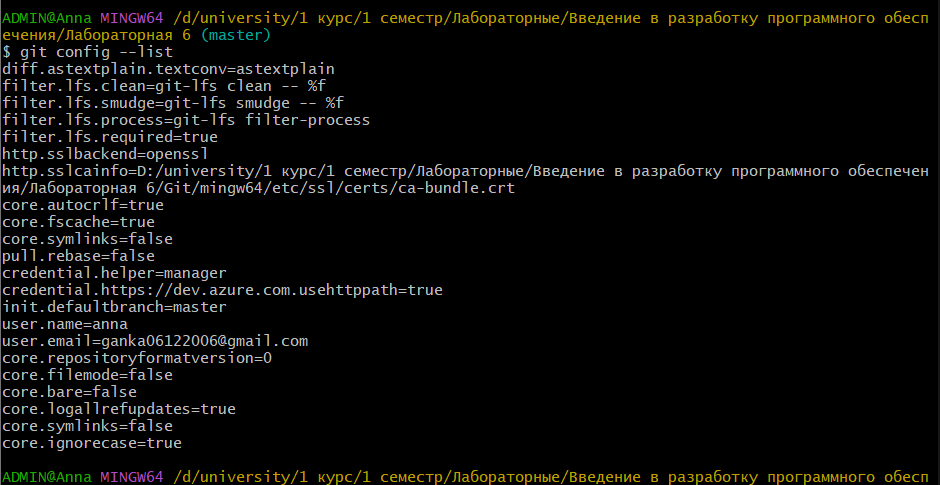 ADMIN@Anna MINGW64 /d/university/1 курс/1 семестр/Лабораторные/Введение в разработку программного обесп
ечения/Лабораторная 6 (master)
$ git config --list
diff.astextplain.textconv=astextplain
filter.lfs.clean=git-lfs clean -- %f
filter.lfs.smudge=git-lfs smudge -- %f
filter.lfs.process=git-lfs filter-process
filter.lfs.required=true
http.sslbackend=openssl
http.sslcainfo=D:/university/1 курс/1 семестр/Лабораторные/Введение в разработку программного обеспечен
ия/Лабораторная 6/Git/mingw64/etc/ssl/certs/ca-bundle.crt
core.autocrlf=true
core.fscache=true
core.symlinks=false
pull.rebase=false
credential.helper=manager
credential.https://dev.azure.com.usehttppath=true
init.defaultbranch=master
user.name=anna
user.email=ganka06122006@gmail.com
core.repositoryformatversion=0
core.filemode=false
core.bare=false
core.logallrefupdates=true
core.symlinks=false
core.ignorecase=true
ADMIN@Anna MINGW64 /d/university/1 курс/1 семестр/Лабораторные/Введение в разработку программного обесп